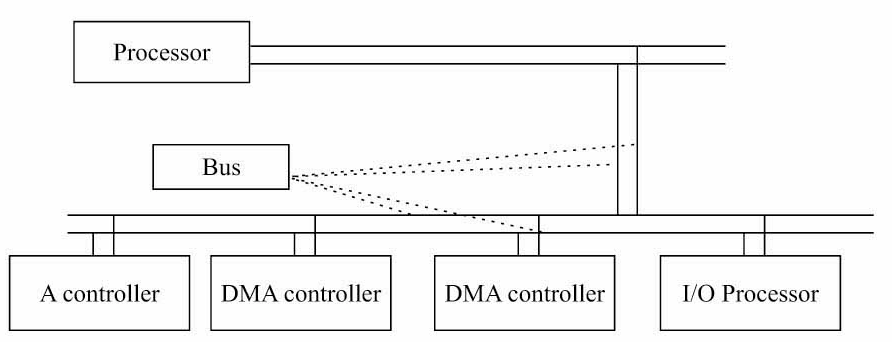 Processor
Bus
A controller
DMA controller
DMA controller
I/O Processor